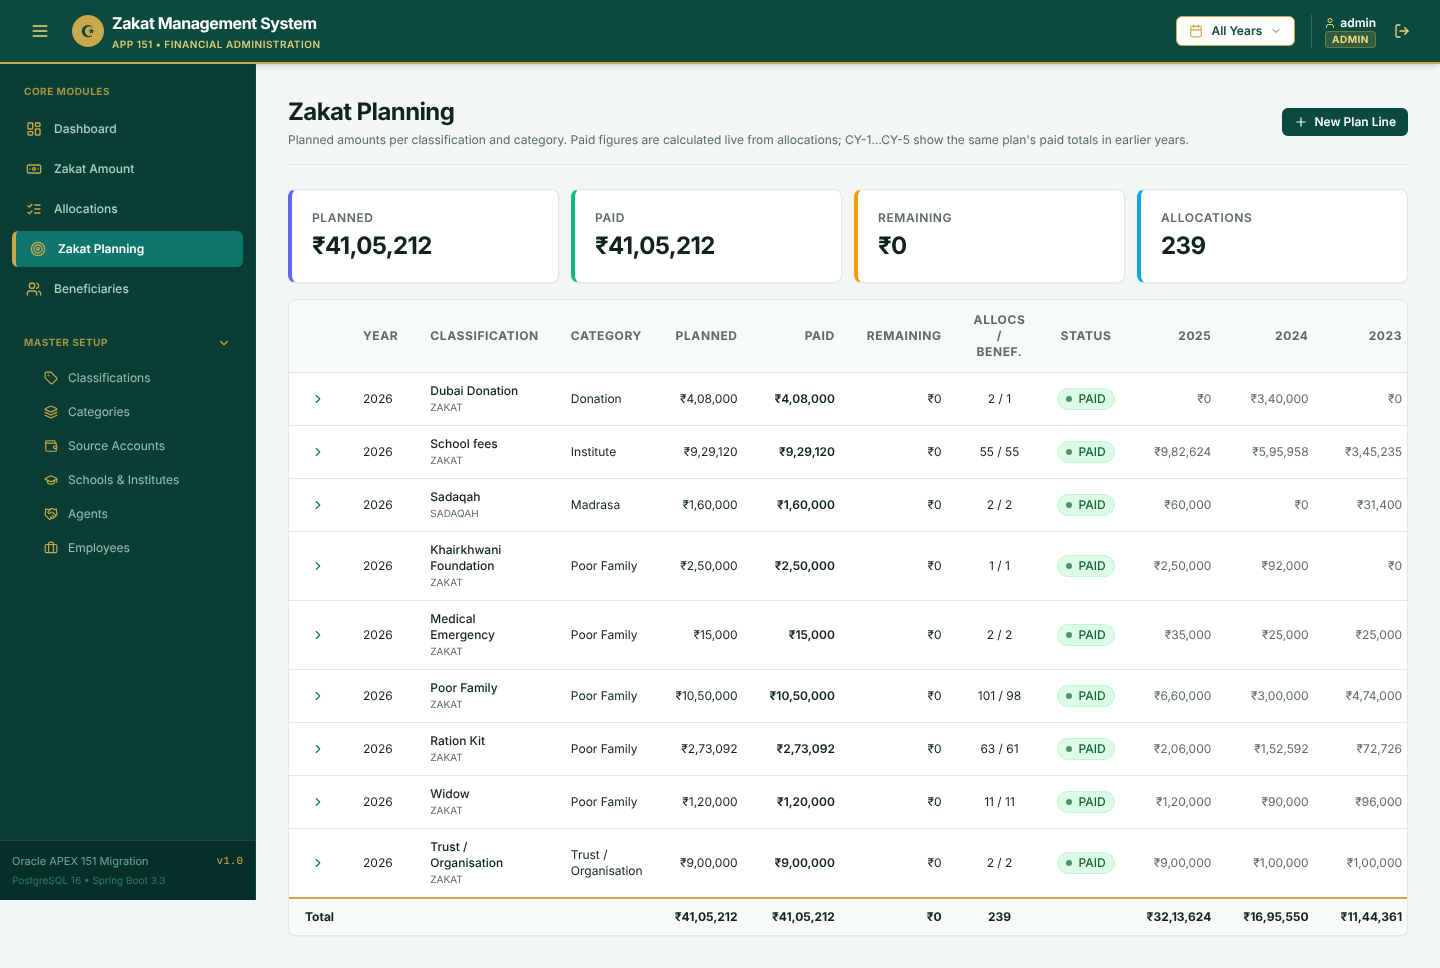 Zakat Management System
APP 151 • FINANCIAL ADMINISTRATION
All Years
admin
ADMIN
CORE MODULES
Dashboard
Zakat Amount
Allocations
Zakat Planning
Beneficiaries
MASTER SETUP
Classifications
Categories
Source Accounts
Schools & Institutes
Agents
Employees
Oracle APEX 151 Migration v1.0
PostgreSQL 16 • Spring Boot 3.3
Zakat Planning
Planned amounts per classification and category. Paid figures are calculated live from allocations; CY-1…CY-5 show the same plan's paid totals in earlier years.
New Plan Line
PLANNED
₹41,05,212
PAID
₹41,05,212
REMAINING
₹0
ALLOCATIONS
239
YEAR CLASSIFICATION CATEGORY PLANNED PAID REMAINING ALLOCS / BENEF. STATUS 2025 2024 2023
2026 Dubai Donation ZAKAT Donation ₹4,08,000 ₹4,08,000 ₹0 2 / 1 PAID ₹0 ₹3,40,000 ₹0
2026 School fees ZAKAT Institute ₹9,29,120 ₹9,29,120 ₹0 55 / 55 PAID ₹9,82,624 ₹5,95,958 ₹3,45,235
2026 Sadaqah SADAQAH Madrasa ₹1,60,000 ₹1,60,000 ₹0 2 / 2 PAID ₹60,000 ₹0 ₹31,400
2026 Khairkhwani Foundation ZAKAT Poor Family ₹2,50,000 ₹2,50,000 ₹0 1 / 1 PAID ₹2,50,000 ₹92,000 ₹0
2026 Medical Emergency ZAKAT Poor Family ₹15,000 ₹15,000 ₹0 2 / 2 PAID ₹35,000 ₹25,000 ₹25,000
2026 Poor Family ZAKAT Poor Family ₹10,50,000 ₹10,50,000 ₹0 101 / 98 PAID ₹6,60,000 ₹3,00,000 ₹4,74,000
2026 Ration Kit ZAKAT Poor Family ₹2,73,092 ₹2,73,092 ₹0 63 / 61 PAID ₹2,06,000 ₹1,52,592 ₹72,726
2026 Widow ZAKAT Poor Family ₹1,20,000 ₹1,20,000 ₹0 11 / 11 PAID ₹1,20,000 ₹90,000 ₹96,000
2026 Trust / Organisation ZAKAT Trust / Organisation ₹9,00,000 ₹9,00,000 ₹0 2 / 2 PAID ₹9,00,000 ₹1,00,000 ₹1,00,000
Total ₹41,05,212 ₹41,05,212 ₹0 239 ₹32,13,624 ₹16,95,550 ₹11,44,361